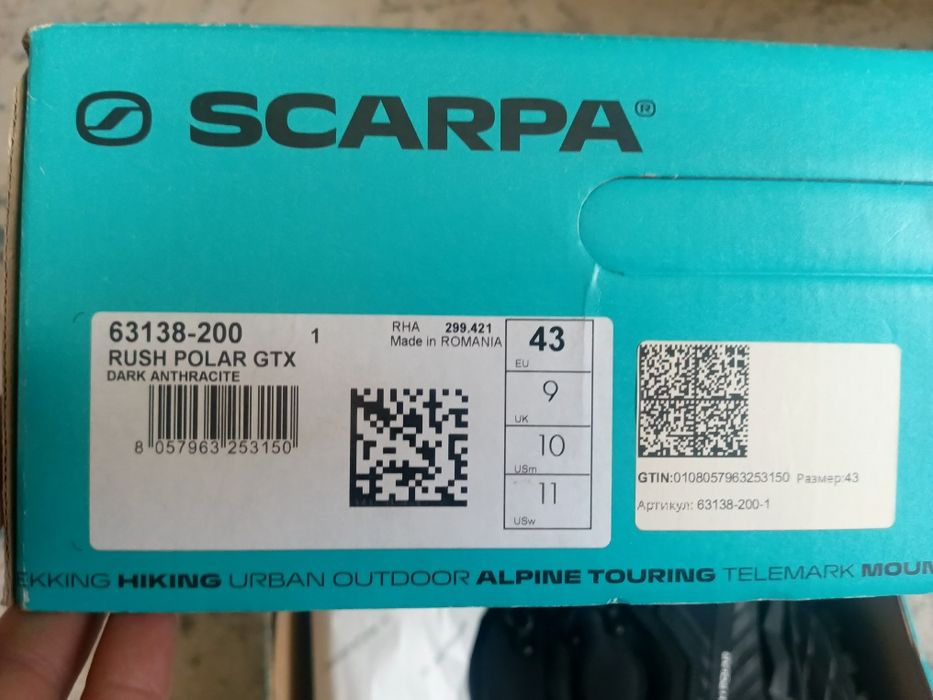 SCARPA®
63138-200 1
RUSH POLAR GTX
DARK ANTHRACITE
8 057963 253150
RHA 299.421
Made in ROMANIA
43
EU
9
UK
10
USm
11
USw
GTIN:0108057963253150 Размер:43
Артикул: 63138-200-1
EKKING HIKING URBAN OUTDOOR ALPINE TOURING TELEMARK MOUN